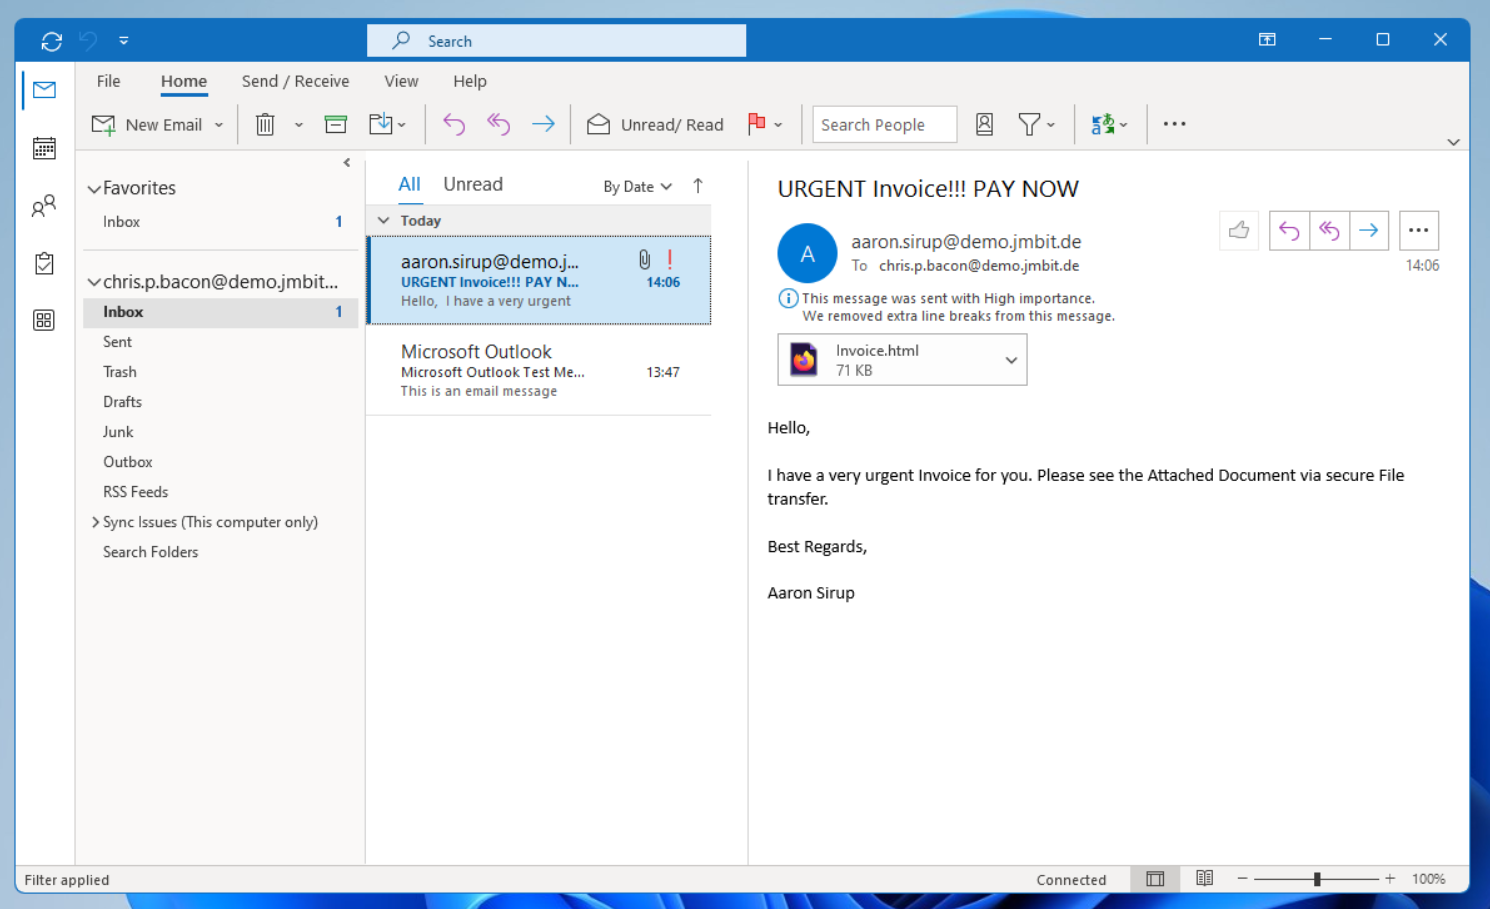 Search
File Home Send / Receive View Help
New Email Unread/ Read Search People
Favorites
Inbox 1
chris.p.bacon@demo.jmbit...
Inbox 1
Sent
Trash
Drafts
Junk
Outbox
RSS Feeds
Sync Issues (This computer only)
Search Folders
All Unread By Date
Today
aaron.sirup@demo.j...
URGENT Invoice!!! PAY N... 14:06
Hello, I have a very urgent
Microsoft Outlook
Microsoft Outlook Test Me... 13:47
This is an email message
URGENT Invoice!!! PAY NOW
A
aaron.sirup@demo.jmbit.de
To chris.p.bacon@demo.jmbit.de
14:06
This message was sent with High importance.
We removed extra line breaks from this message.
Invoice.html
71 KB
Hello,
I have a very urgent Invoice for you. Please see the Attached Document via secure File
transfer.
Best Regards,
Aaron Sirup
Filter applied Connected 100%